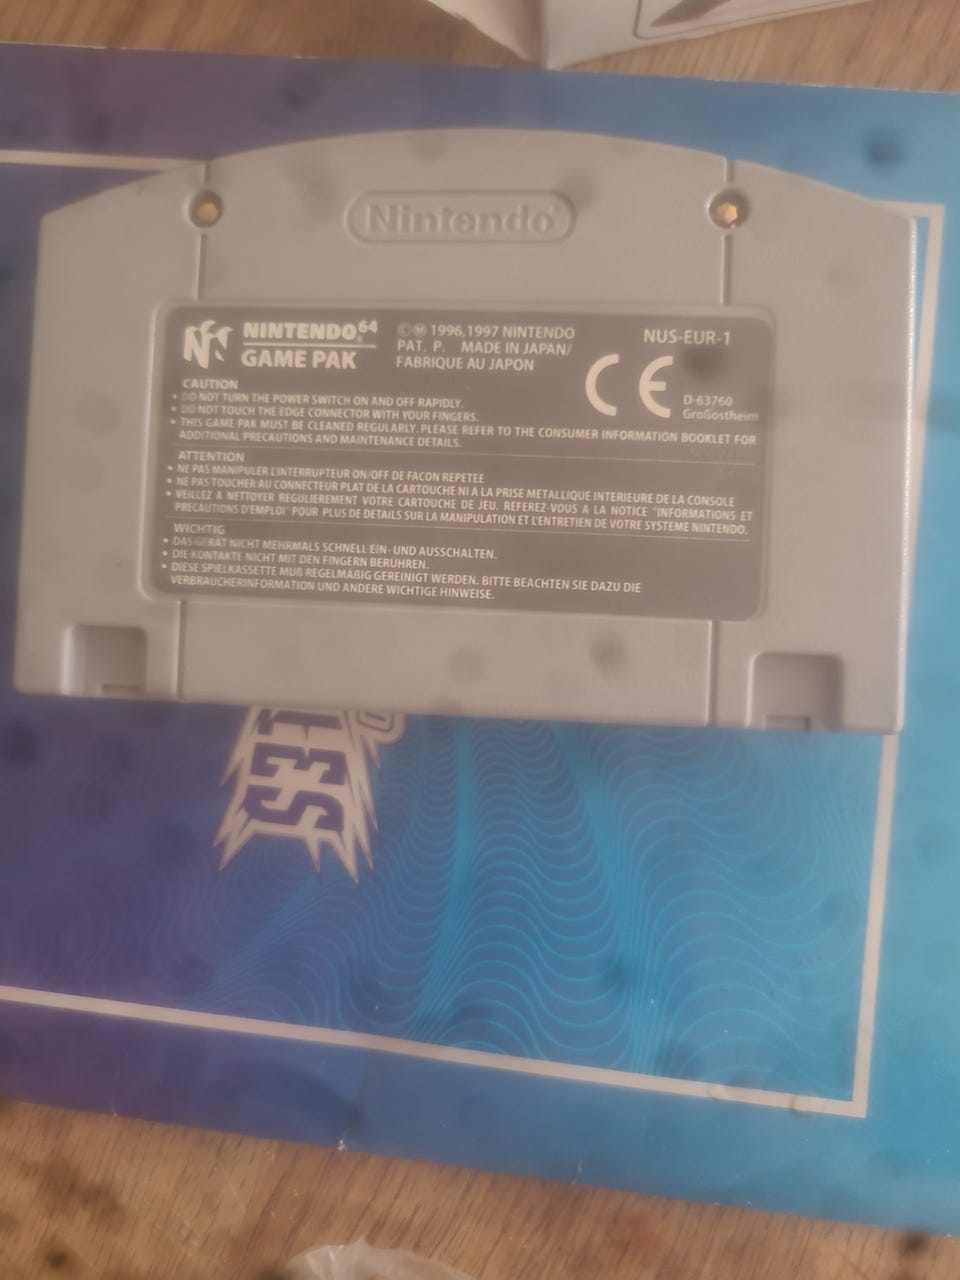 Nintendo
NINTENDO 64
GAME PAK
©Ⓜ 1996,1997 NINTENDO
PAT. P. MADE IN JAPAN/
FABRIQUE AU JAPON
NUS-EUR-1
CE
D-63760
Großostheim
CAUTION
• DO NOT TURN THE POWER SWITCH ON AND OFF RAPIDLY.
• DO NOT TOUCH THE EDGE CONNECTOR WITH YOUR FINGERS.
• THIS GAME PAK MUST BE CLEANED REGULARLY. PLEASE REFER TO THE CONSUMER INFORMATION BOOKLET FOR
ADDITIONAL PRECAUTIONS AND MAINTENANCE DETAILS.
ATTENTION
• NE PAS MANIPULER L'INTERRUPTEUR ON/OFF DE FACON REPETEE
• NE PAS TOUCHER AU CONNECTEUR PLAT DE LA CARTOUCHE NI A LA PRISE METALLIQUE INTERIEURE DE LA CONSOLE
• VEILLEZ A NETTOYER REGULIEREMENT VOTRE CARTOUCHE DE JEU. REFEREZ-VOUS A LA NOTICE "INFORMATIONS ET
PRECAUTIONS D'EMPLOI" POUR PLUS DE DETAILS SUR LA MANIPULATION ET L'ENTRETIEN DE VOTRE SYSTEME NINTENDO.
WICHTIG
• DAS GERÄT NICHT MEHRMALS SCHNELL EIN- UND AUSSCHALTEN.
• DIE KONTAKTE NICHT MIT DEN FINGERN BERÜHREN.
• DIESE SPIELKASSETTE MUß REGELMÄßIG GEREINIGT WERDEN. BITTE BEACHTEN SIE DAZU DIE
VERBRAUCHERINFORMATION UND ANDERE WICHTIGE HINWEISE.